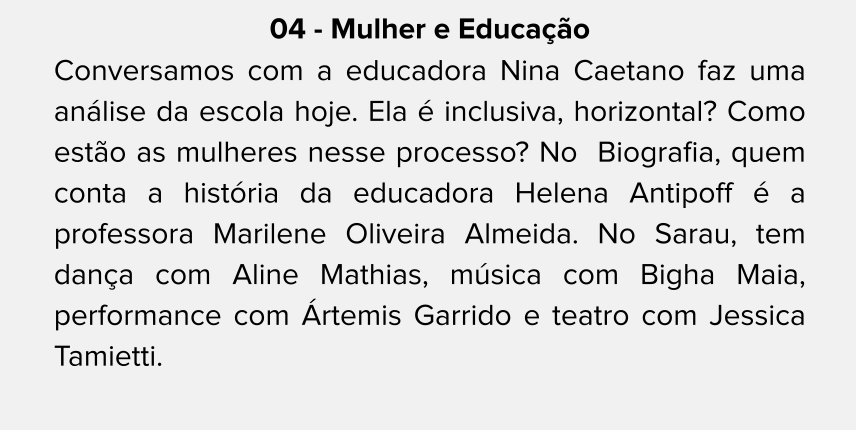 04 - Mulher e Educação
Conversamos com a educadora Nina Caetano faz uma
análise da escola hoje. Ela é inclusiva, horizontal? Como
estão as mulheres nesse processo? No  Biografia, quem
conta a história da educadora Helena Antipoff é a
professora Marilene Oliveira Almeida. No Sarau, tem
dança com Aline Mathias, música com Bigha Maia,
performance com Ártemis Garrido e teatro com Jessica
Tamietti.